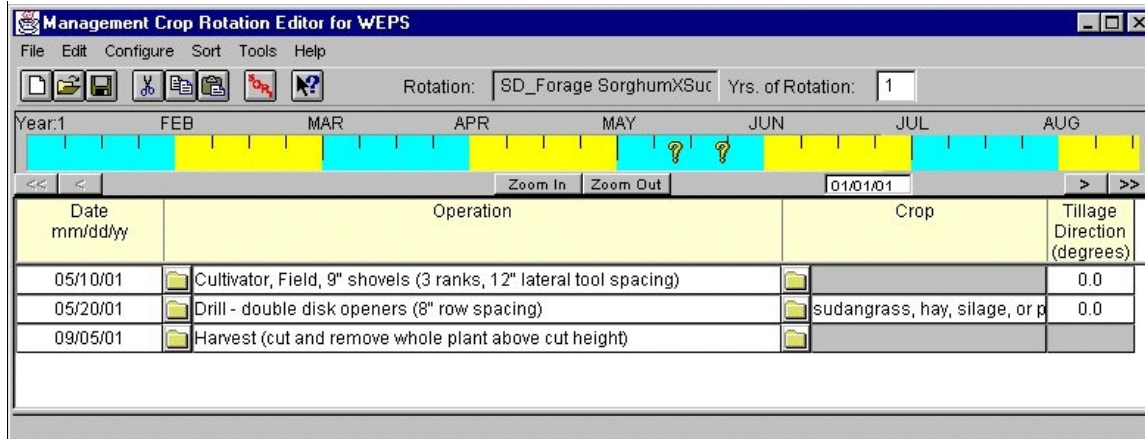 Management Crop Rotation Editor for WEPS
File Edit Configure Sort Tools Help
Rotation: SD_Forage SorghumXSuc Yrs. of Rotation: 1
Year:1 FEB MAR APR MAY JUN JUL AUG
<< < Zoom In Zoom Out 01/01/01 > >>
Date Operation Crop Tillage
mm/dd/yy Direction
(degrees)
05/10/01 Cultivator, Field, 9" shovels (3 ranks, 12" lateral tool spacing) 0.0
05/20/01 Drill - double disk openers (8" row spacing) sudangrass, hay, silage, or p 0.0
09/05/01 Harvest (cut and remove whole plant above cut height)